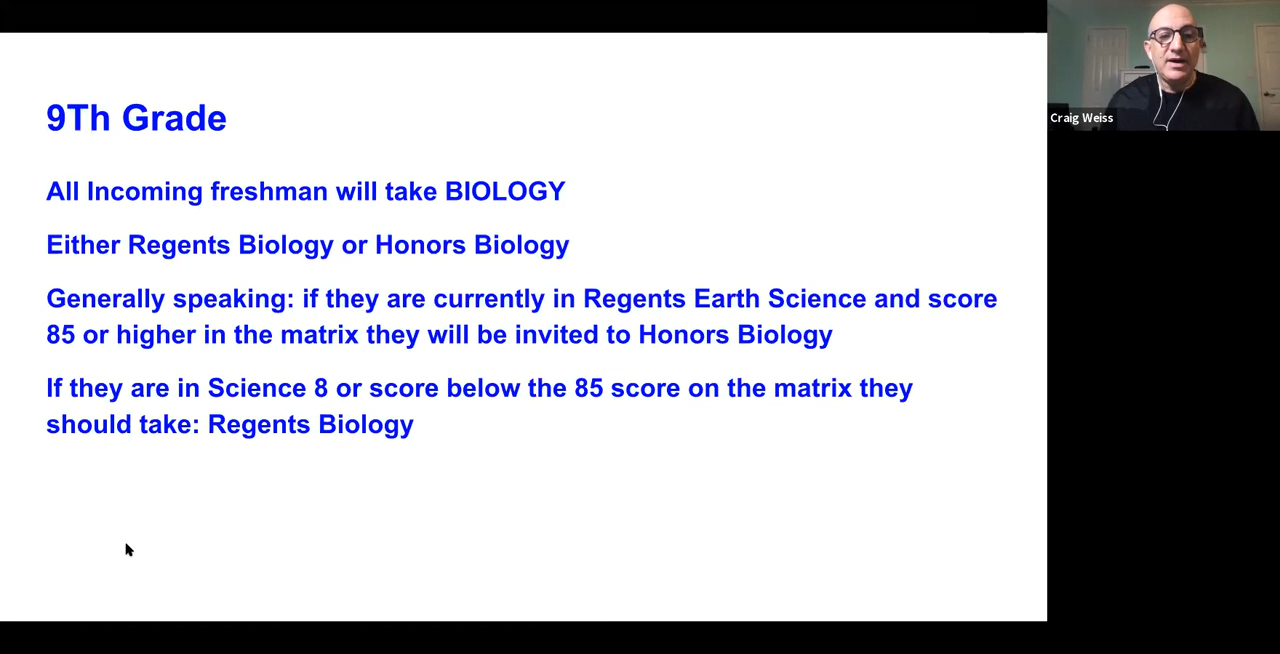 9Th Grade
All Incoming freshman will take BIOLOGY
Either Regents Biology or Honors Biology
Generally speaking: if they are currently in Regents Earth Science and score
85 or higher in the matrix they will be invited to Honors Biology
If they are in Science 8 or score below the 85 score on the matrix they
should take: Regents Biology
Craig Weiss